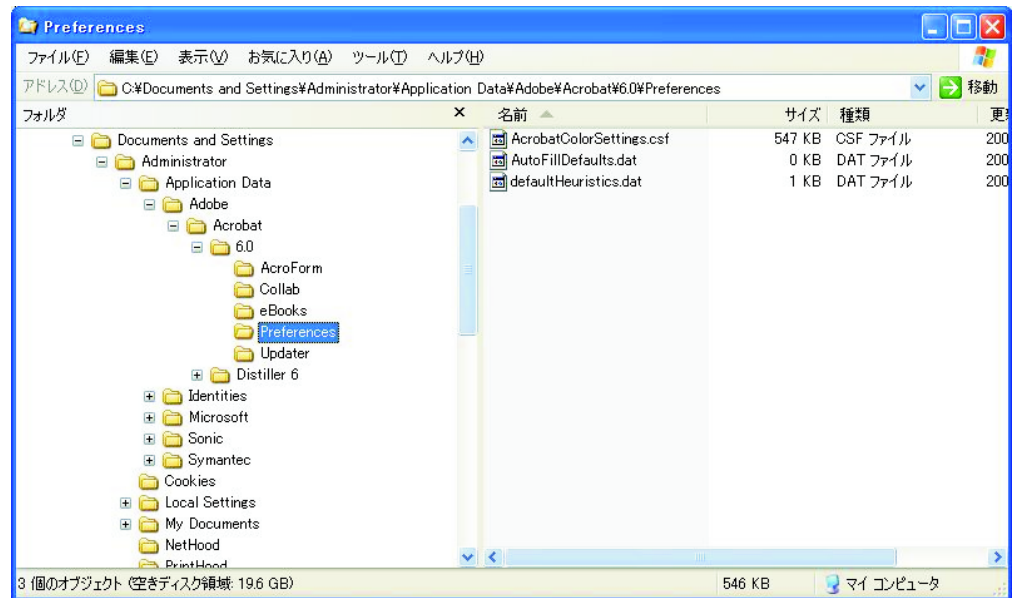 Preferences
ファイル(F) 編集(E) 表示(V) お気に入り(A) ツール(T) ヘルプ(H)
アドレス(D) C:¥Documents and Settings¥Administrator¥Application Data¥Adobe¥Acrobat¥6.0¥Preferences 移動
フォルダ ×
Documents and Settings
Administrator
Application Data
Adobe
Acrobat
6.0
AcroForm
Collab
eBooks
Preferences
Updater
Distiller 6
Identities
Microsoft
Sonic
Symantec
Cookies
Local Settings
My Documents
NetHood
PrintHood
名前 サイズ 種類 更
AcrobatColorSettings.csf 547 KB CSF ファイル 200
AutoFillDefaults.dat 0 KB DAT ファイル 200
defaultHeuristics.dat 1 KB DAT ファイル 200
3 個のオブジェクト (空きディスク領域: 19.6 GB) 546 KB マイ コンピュータ